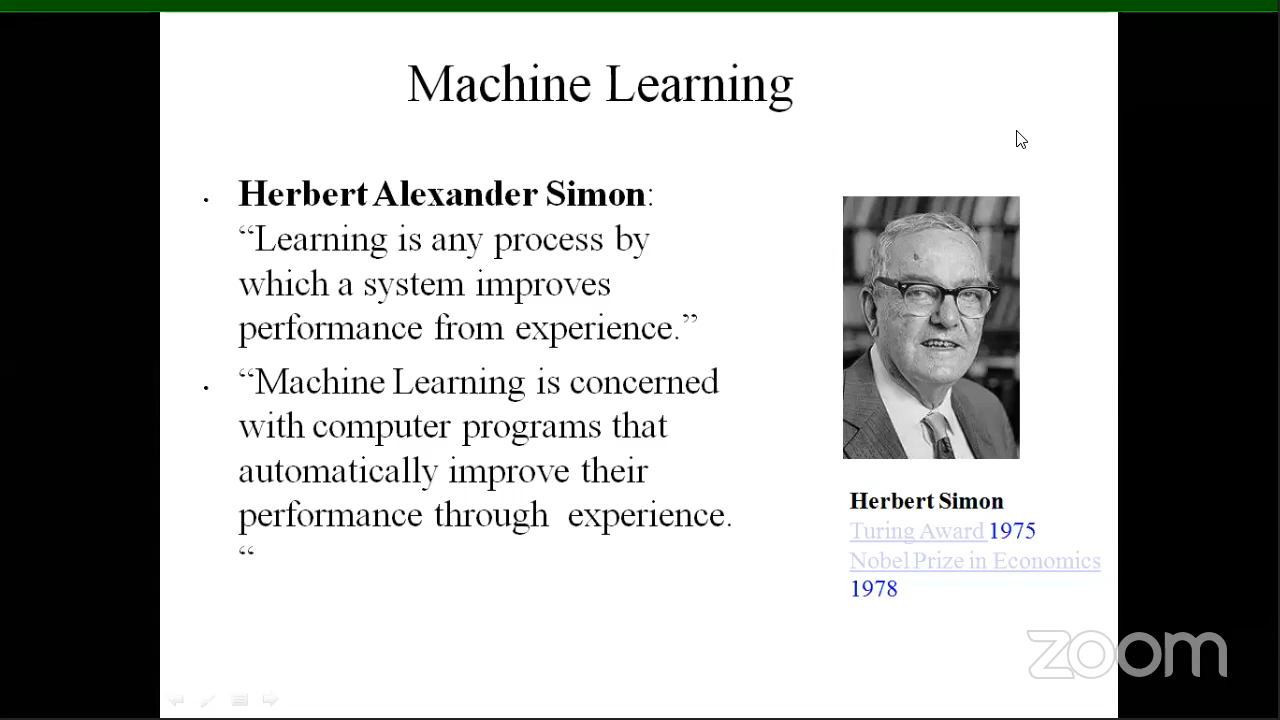 Machine Learning
• Herbert Alexander Simon:
“Learning is any process by
which a system improves
performance from experience.”
• “Machine Learning is concerned
with computer programs that
automatically improve their
performance through  experience.
“
Herbert Simon
Turing Award 1975
Nobel Prize in Economics
1978
zoom